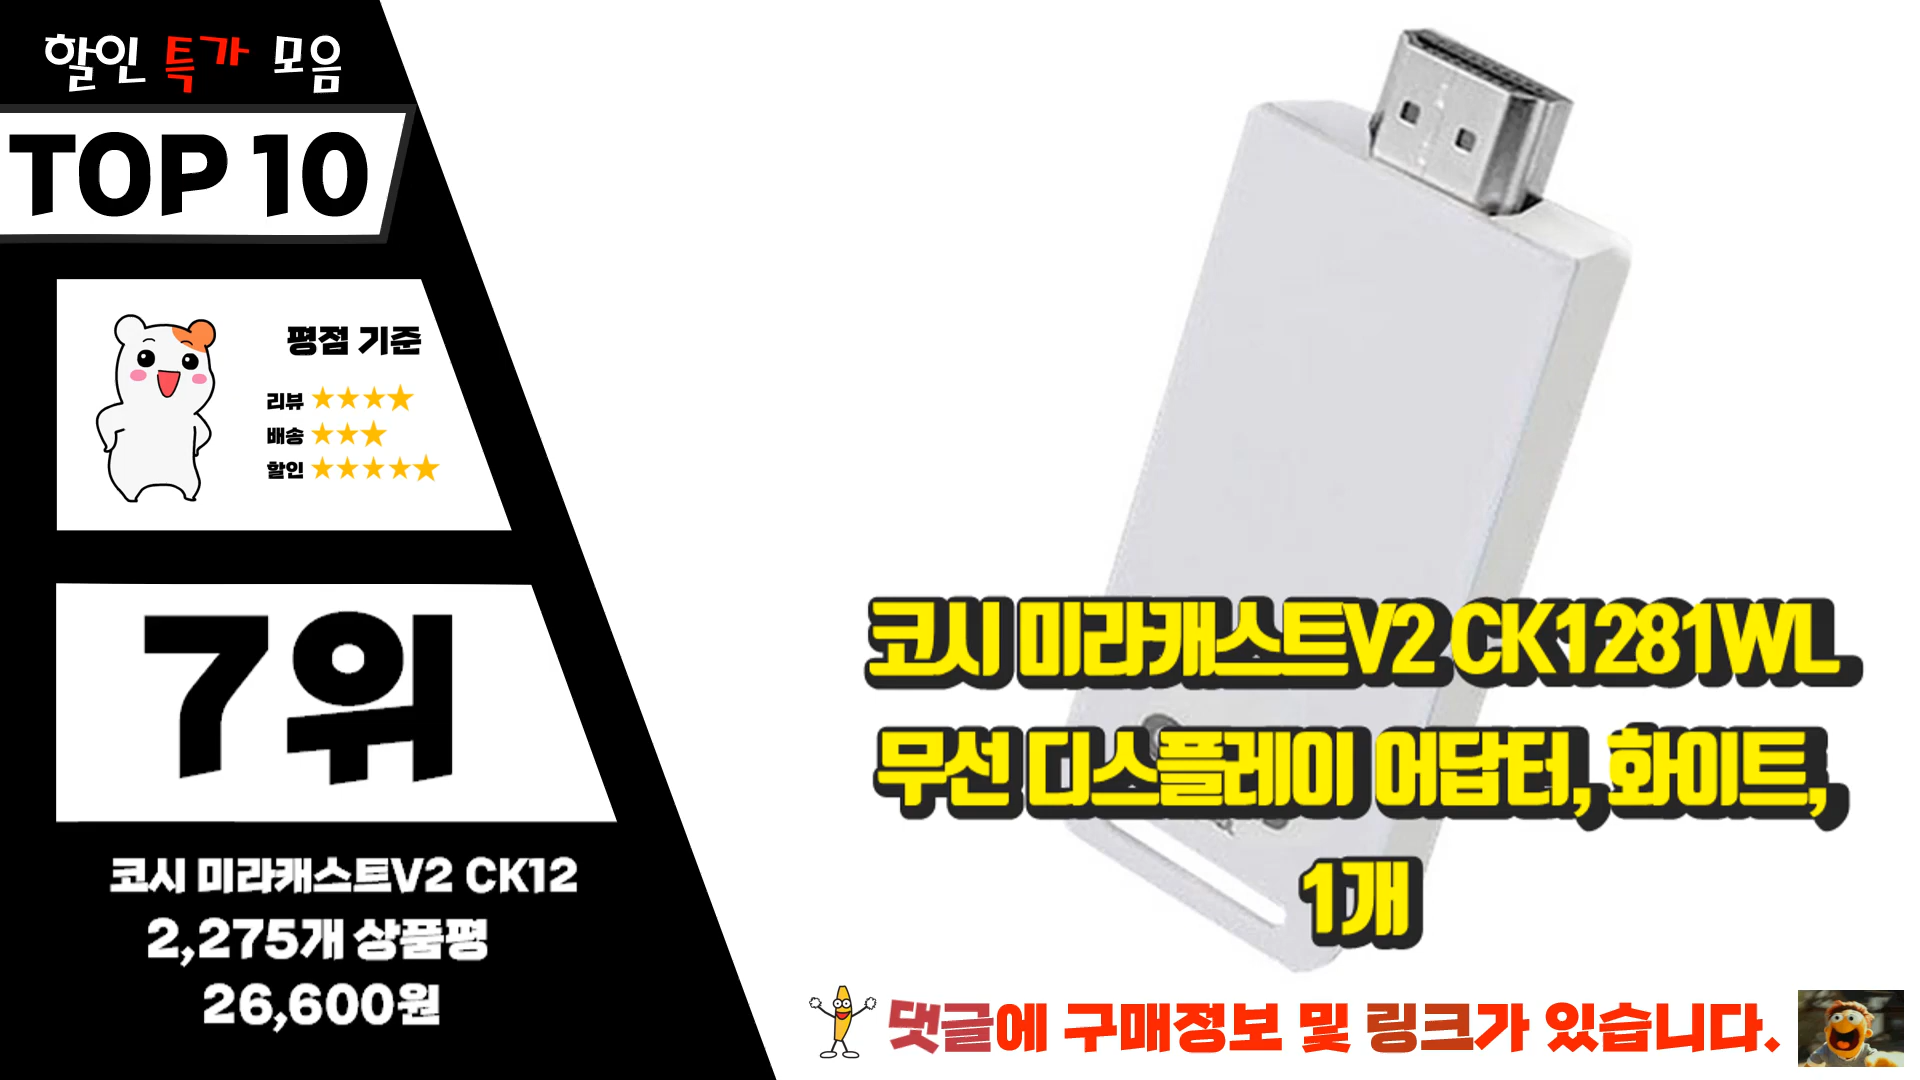 할인 특가 모음
TOP 10
평점 기준
리뷰 ★★★★
배송 ★★★
할인 ★★★★★
7위
코시 미라캐스트V2 CK12
2,275개 상품평
26,600원
코시 미라캐스트V2 CK1281WL
무선 디스플레이 어답터, 화이트,
1개
댓글에 구매정보 및 링크가 있습니다.